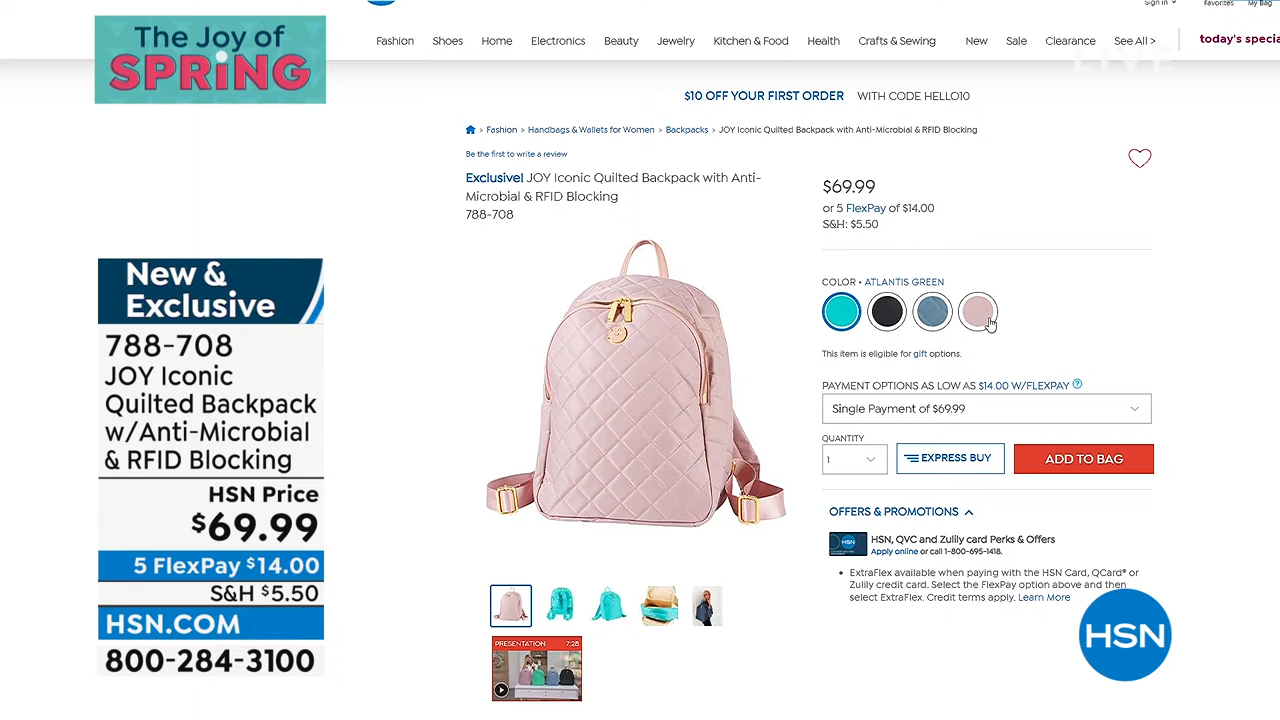 The Joy of
SPRING
Sign In
Favorites
My Bag
Fashion
Shoes
Home
Electronics
Beauty
Jewelry
Kitchen & Food
Health
Crafts & Sewing
New
Sale
Clearance
See All >
today's specia
LIVE
$10 OFF YOUR FIRST ORDER WITH CODE HELLO10
> Fashion > Handbags & Wallets for Women > Backpacks > JOY Iconic Quilted Backpack with Anti-Microbial & RFID Blocking
Be the first to write a review
Exclusive! JOY Iconic Quilted Backpack with Anti-
Microbial & RFID Blocking
788-708
$69.99
or 5 FlexPay of $14.00
S&H: $5.50
COLOR • ATLANTIS GREEN
This item is eligible for gift options.
PAYMENT OPTIONS AS LOW AS $14.00 W/FLEXPAY ?
Single Payment of $69.99
QUANTITY
1
EXPRESS BUY
ADD TO BAG
OFFERS & PROMOTIONS
HSN
HSN, QVC and Zulily card Perks & Offers
Apply online or call 1-800-695-1418.
• ExtraFlex available when paying with the HSN Card, QCard® or
Zulily credit card. Select the FlexPay option above and then
select ExtraFlex. Credit terms apply. Learn More
PRESENTATION 7:28
New &
Exclusive
788-708
JOY Iconic
Quilted Backpack
w/Anti-Microbial
& RFID Blocking
HSN Price
$69.99
5 FlexPay $14.00
S&H $5.50
HSN.COM
800-284-3100
HSN